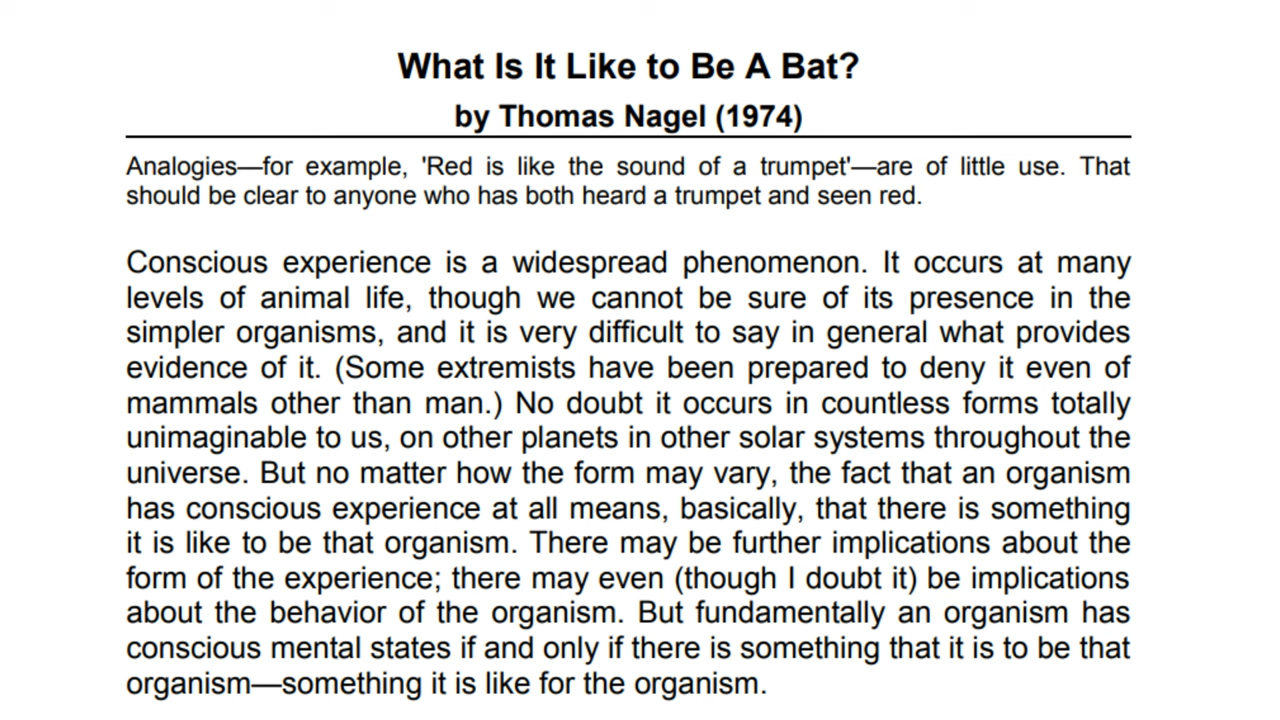 What Is It Like to Be A Bat?
by Thomas Nagel (1974)
Analogies—for example, 'Red is like the sound of a trumpet'—are of little use. That
should be clear to anyone who has both heard a trumpet and seen red.
Conscious experience is a widespread phenomenon. It occurs at many
levels of animal life, though we cannot be sure of its presence in the
simpler organisms, and it is very difficult to say in general what provides
evidence of it. (Some extremists have been prepared to deny it even of
mammals other than man.) No doubt it occurs in countless forms totally
unimaginable to us, on other planets in other solar systems throughout the
universe. But no matter how the form may vary, the fact that an organism
has conscious experience at all means, basically, that there is something
it is like to be that organism. There may be further implications about the
form of the experience; there may even (though I doubt it) be implications
about the behavior of the organism. But fundamentally an organism has
conscious mental states if and only if there is something that it is to be that
organism—something it is like for the organism.